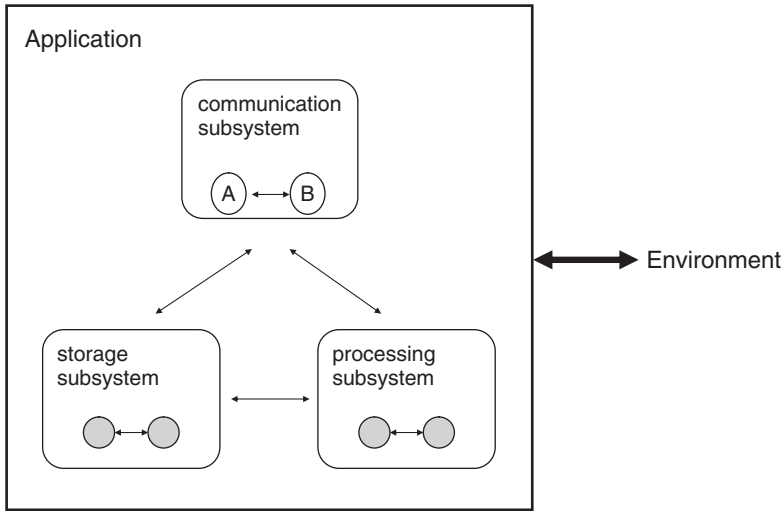 Application
communication
subsystem
A
B
Environment
storage
subsystem
processing
subsystem